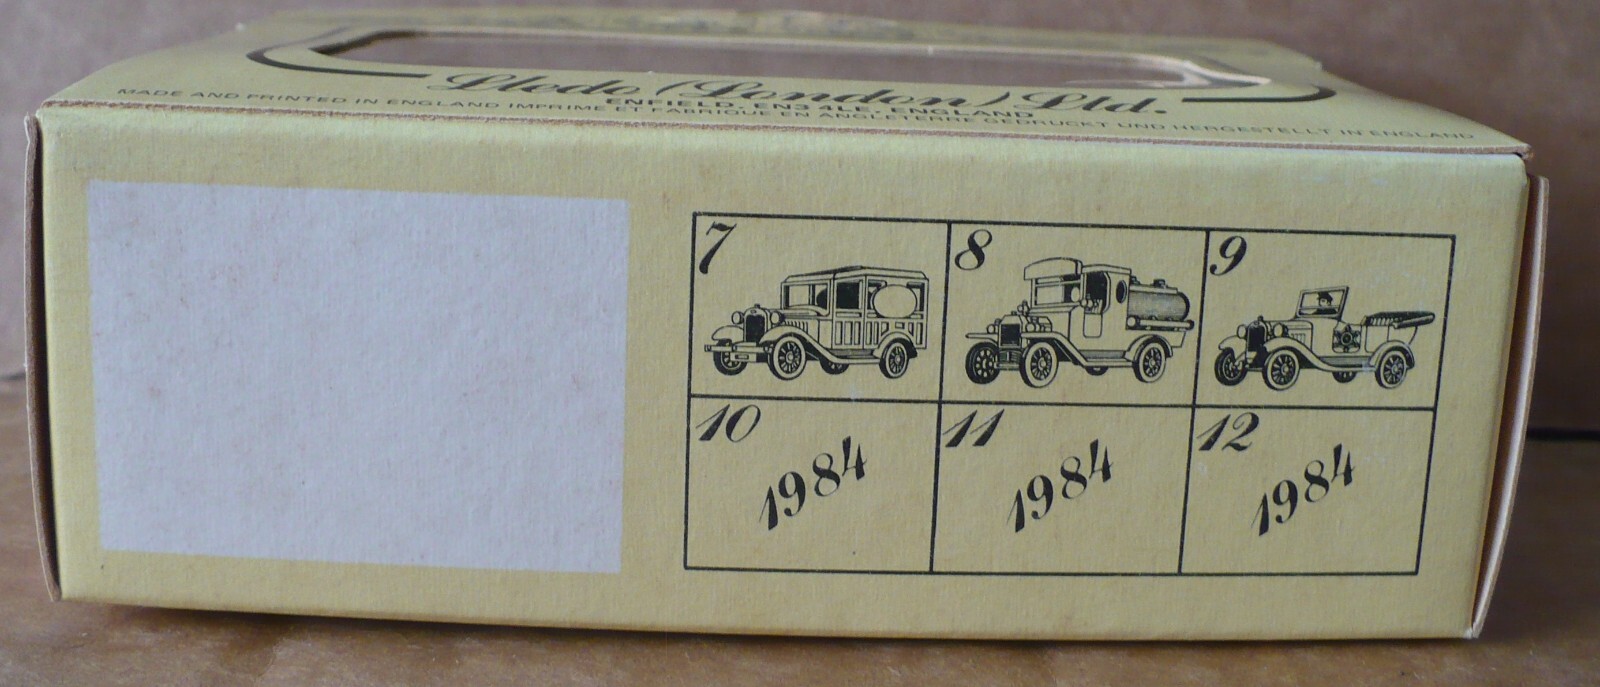 Lledo (London) Ltd.
ENFIELD, EN3 4LE, ENGLAND
MADE AND PRINTED IN ENGLAND IMPRIME ET FABRIQUE EN ANGLETERRE GEDRUCKT UND HERGESTELLT IN ENGLAND
7 8 9
10 11 12
1984 1984 1984